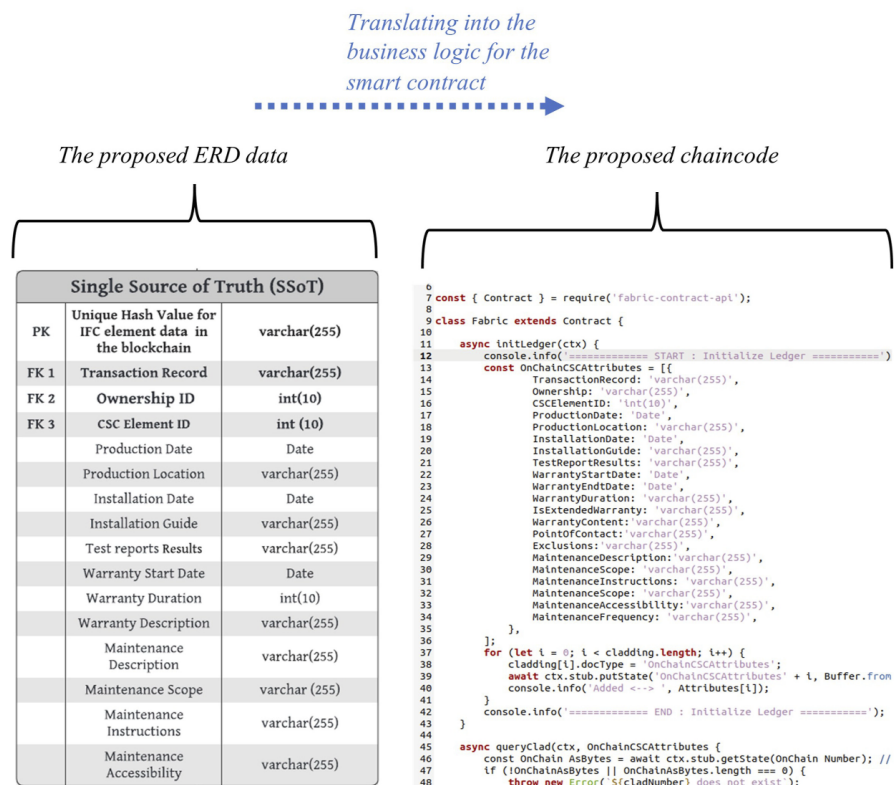 Translating into the
business logic for the
smart contract
The proposed ERD data
The proposed chaincode
Single Source of Truth (SSoT)
PK Unique Hash Value for IFC element data in the blockchain varchar(255)
FK 1 Transaction Record varchar(255)
FK 2 Ownership ID int(10)
FK 3 CSC Element ID int (10)
Production Date Date
Production Location varchar(255)
Installation Date Date
Installation Guide varchar(255)
Test reports Results varchar(255)
Warranty Start Date Date
Warranty Duration int(10)
Warranty Description varchar(255)
Maintenance Description varchar(255)
Maintenance Scope varchar (255)
Maintenance Instructions varchar(255)
Maintenance Accessibility varchar(255)
6
7 const { Contract } = require('fabric-contract-api');
8
9 class Fabric extends Contract {
10
11 async initLedger(ctx) {
12 console.info('============= START : Initialize Ledger ===========')
13 const OnChainCSCAttributes = [{
14 TransactionRecord: 'varchar(255)',
15 Ownership: 'varchar(255)',
16 CSCElementID: 'int(10)',
17 ProductionDate: 'Date',
18 ProductionLocation: 'varchar(255)',
19 InstallationDate: 'Date',
20 InstallationGuide: 'varchar(255)',
21 TestReportResults: 'varchar(255)',
22 WarrantyStartDate: 'Date',
23 WarrantyEndtDate: 'Date',
24 WarrantyDuration: 'varchar(255)',
25 IsExtendedWarranty: 'varchar(255)',
26 WarrantyContent:'varchar(255)',
27 PointOfContact:'varchar(255)',
28 Exclusions:'varchar(255)',
29 MaintenanceDescription:'varchar(255)',
30 MaintenanceScope: 'varchar(255)',
31 MaintenanceInstructions: 'varchar(255)',
32 MaintenanceScope: 'varchar(255)',
33 MaintenanceAccessibility:'varchar(255)',
34 MaintenanceFrequency: 'varchar(255)',
35 },
36 ];
37 for (let i = 0; i < cladding.length; i++) {
38 cladding[i].docType = 'OnChainCSCAttributes';
39 await ctx.stub.putState('OnChainCSCAttributes' + i, Buffer.from
40 console.info('Added <--> ', Attributes[i]);
41 }
42 console.info('============= END : Initialize Ledger ===========');
43 }
44
45 async queryClad(ctx, OnChainCSCAttributes {
46 const OnChain AsBytes = await ctx.stub.getState(OnChain Number); //
47 if (!OnChainAsBytes || OnChainAsBytes.length === 0) {
48 throw new Error(`${cladNumber} does not exist`);